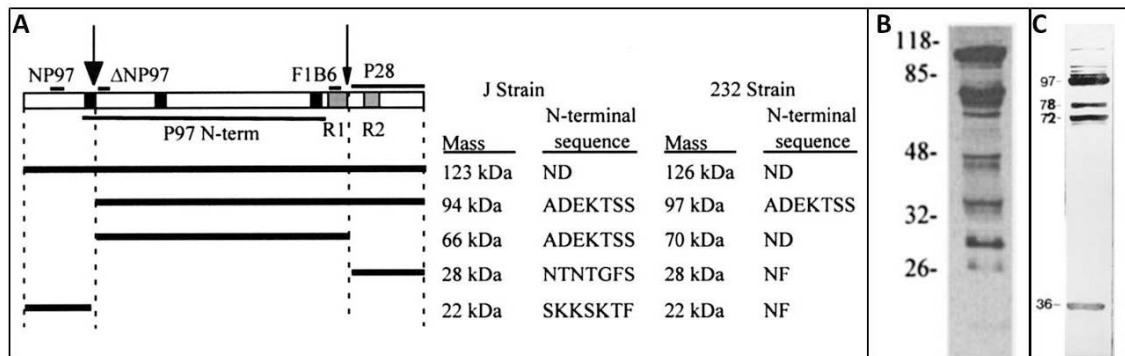 A
NP97 ΔNP97 F1B6 P28
P97 N-term R1 R2
J Strain 232 Strain
Mass N-terminal sequence Mass N-terminal sequence
123 kDa ND 126 kDa ND
94 kDa ADEKTSS 97 kDa ADEKTSS
66 kDa ADEKTSS 70 kDa ND
28 kDa NTNTGFS 28 kDa NF
22 kDa SKKSKTF 22 kDa NF
B
118-
85-
48-
32-
26-
C
97-
78-
72-
36-